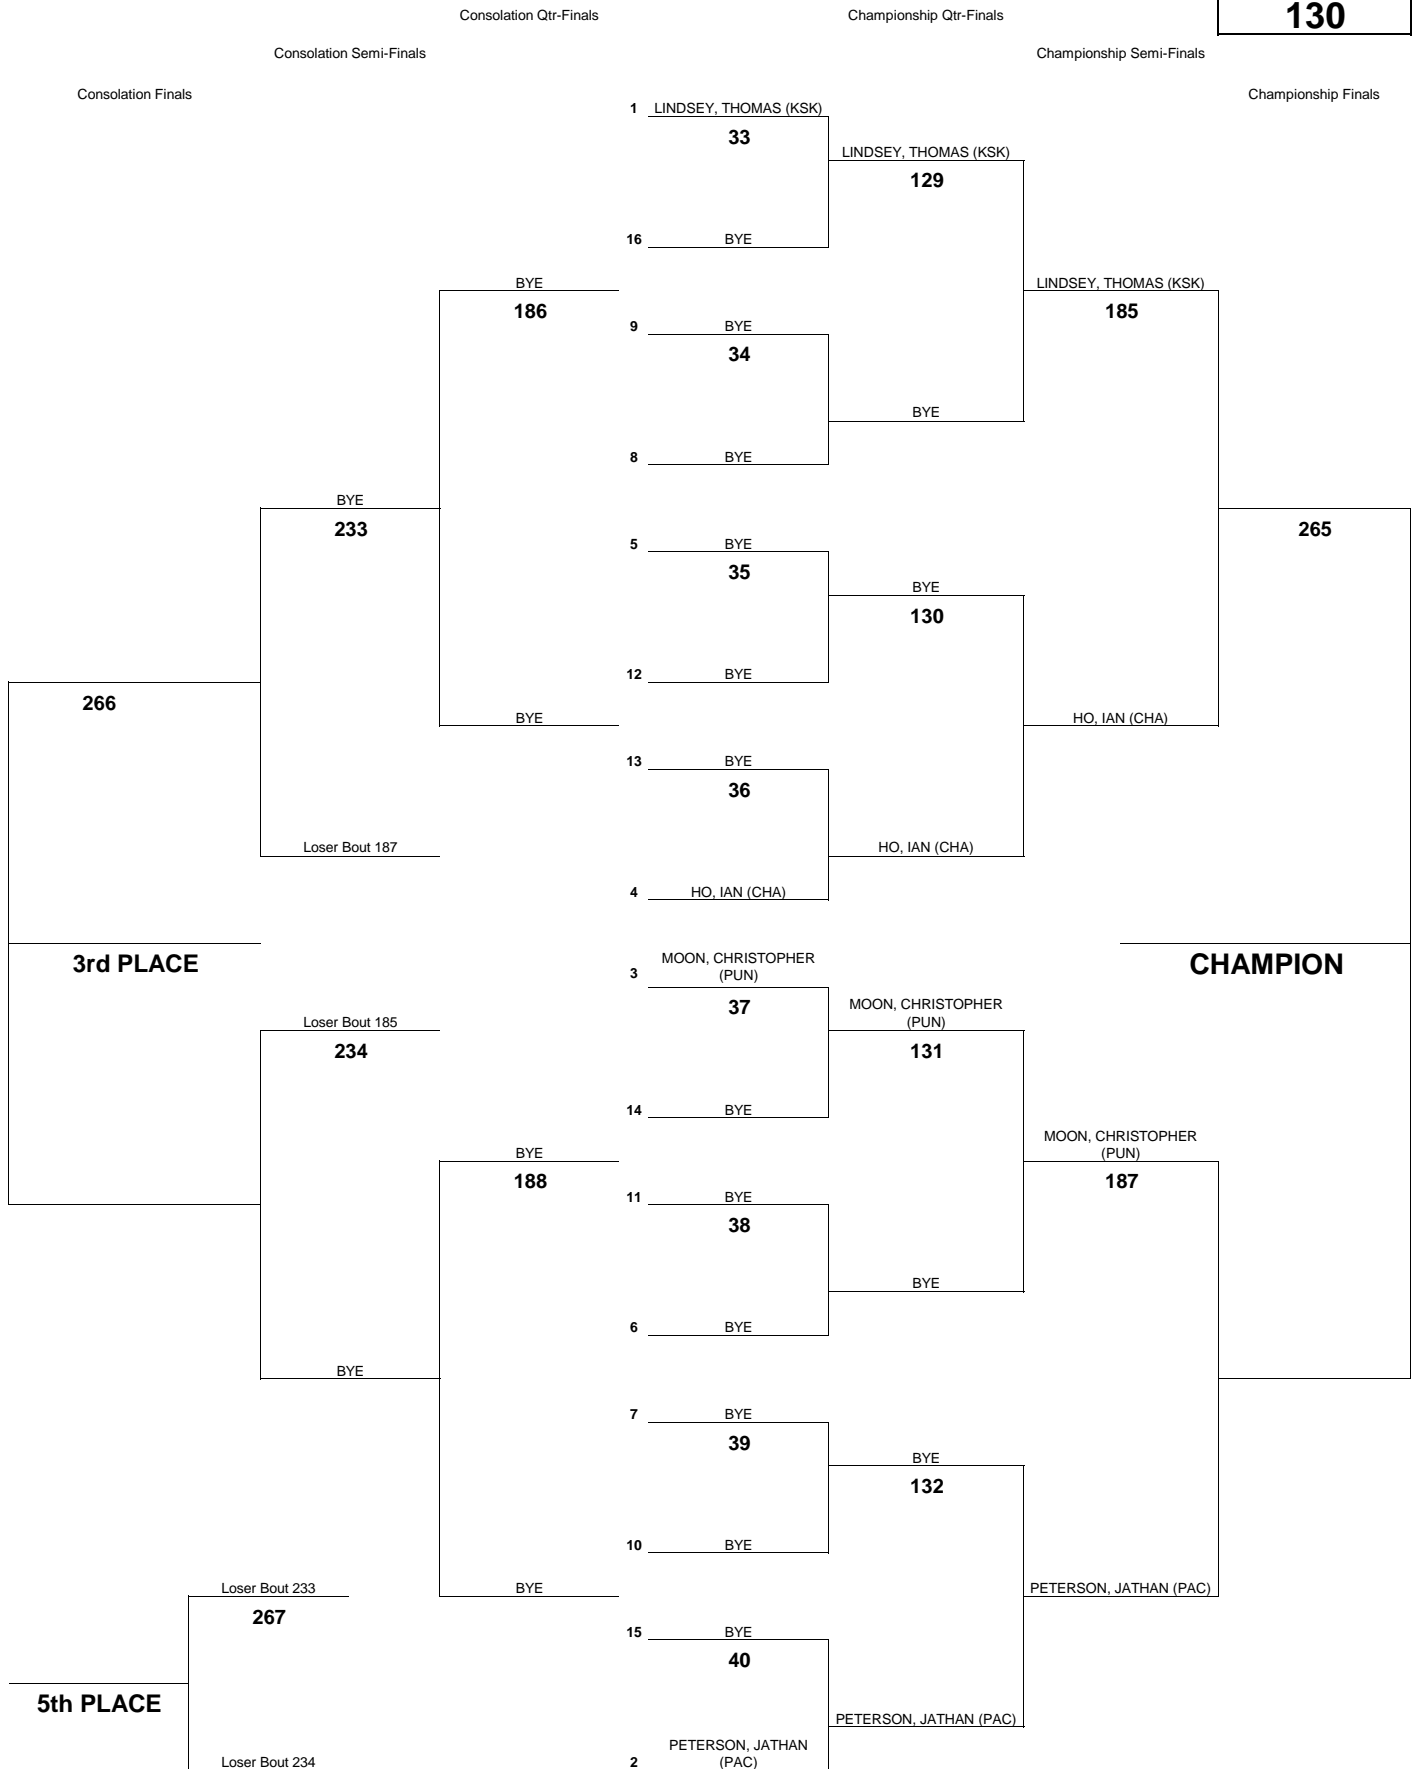 Consolation Qtr-Finals
Championship Qtr-Finals
130
Consolation Semi-Finals
Championship Semi-Finals
Consolation Finals
Championship Finals
1 LINDSEY, THOMAS (KSK)
33
LINDSEY, THOMAS (KSK)
129
16 BYE
BYE
LINDSEY, THOMAS (KSK)
186
185
9 BYE
34
BYE
8 BYE
BYE
233
265
5 BYE
35
BYE
130
12 BYE
266
BYE
HO, IAN (CHA)
13 BYE
36
Loser Bout 187
HO, IAN (CHA)
4 HO, IAN (CHA)
3rd PLACE
CHAMPION
3 MOON, CHRISTOPHER
(PUN)
37
MOON, CHRISTOPHER
(PUN)
Loser Bout 185
234
131
14 BYE
BYE
MOON, CHRISTOPHER
(PUN)
188
187
11 BYE
38
BYE
6 BYE
BYE
7 BYE
39
BYE
132
10 BYE
Loser Bout 233
BYE
PETERSON, JATHAN (PAC)
267
15 BYE
40
5th PLACE
PETERSON, JATHAN (PAC)
Loser Bout 234
2 PETERSON, JATHAN
(PAC)